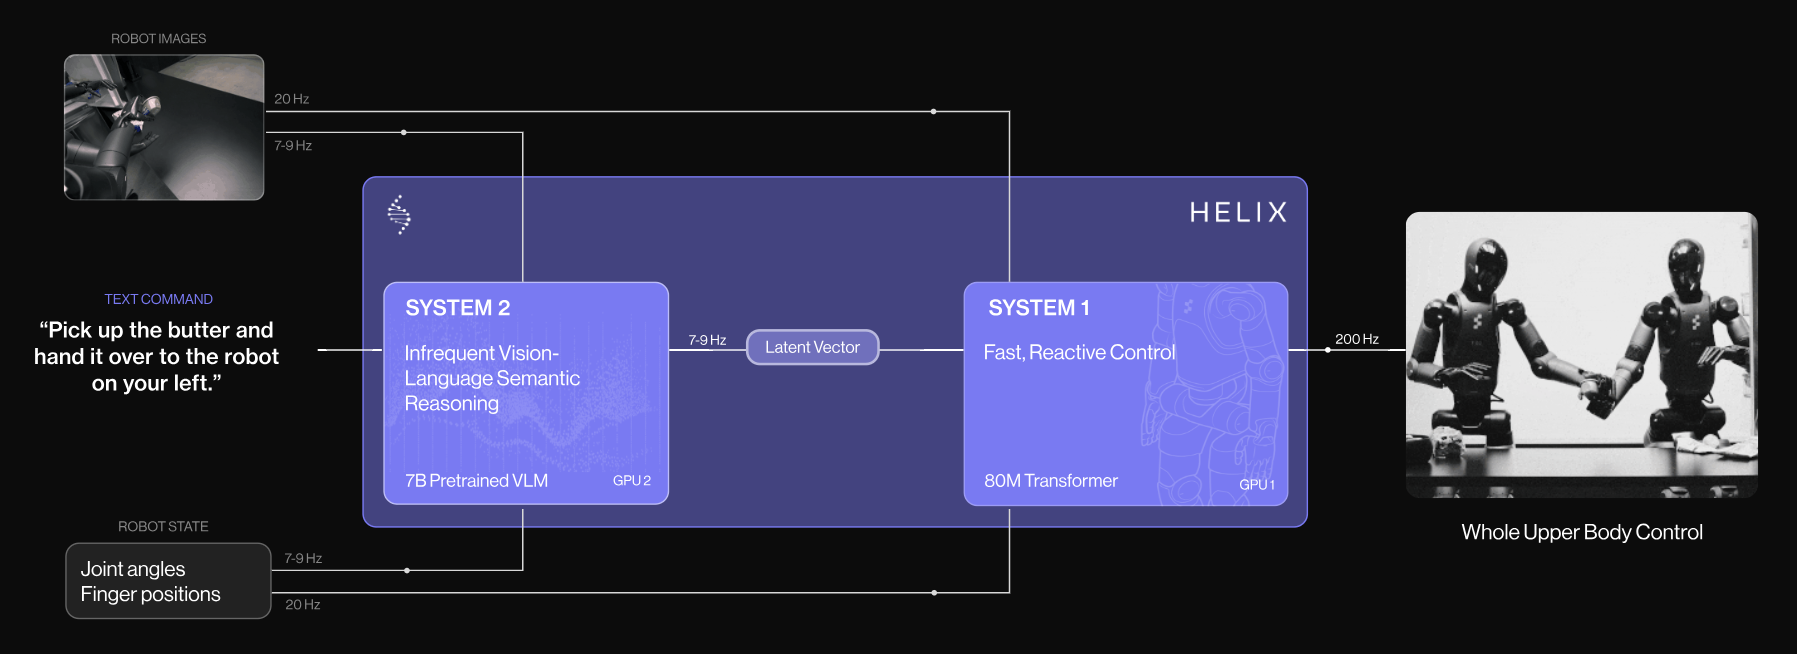 ROBOT IMAGES
20 Hz
7-9 Hz
HELIX
TEXT COMMAND
“Pick up the butter and
hand it over to the robot
on your left.”
SYSTEM 2
Infrequent Vision-
Language Semantic
Reasoning
7B Pretrained VLM
GPU 2
7-9 Hz
Latent Vector
SYSTEM 1
Fast, Reactive Control
80M Transformer
GPU 1
200 Hz
Whole Upper Body Control
ROBOT STATE
Joint angles
Finger positions
7-9 Hz
20 Hz